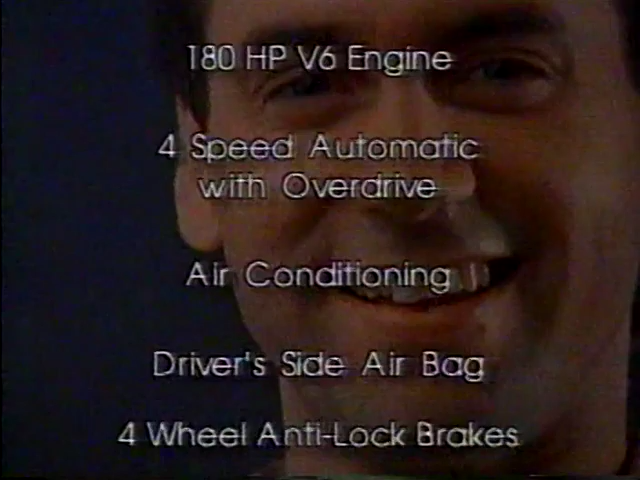 180 HP V6 Engine
4 Speed Automatic
with Overdrive
Air Conditioning
Driver's Side Air Bag
4 Wheel Anti-Lock Brakes